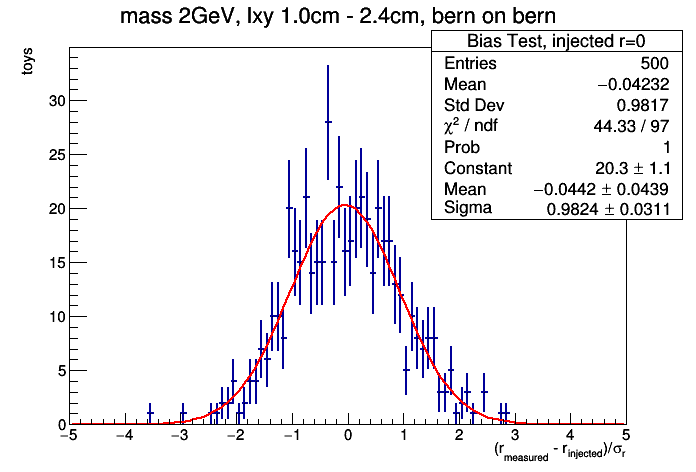 mass 2GeV, lxy 1.0cm - 2.4cm, bern on bern
toys
Bias Test, injected r=0
Entries 500
Mean −0.04232
Std Dev 0.9817
χ² / ndf 44.33 / 97
Prob 1
Constant 20.3 ± 1.1
Mean −0.0442 ± 0.0439
Sigma 0.9824 ± 0.0311
30
25
20
15
10
5
0
−5 −4 −3 −2 −1 0 1 2 3 4 5
(r_measured - r_injected)/σ_r